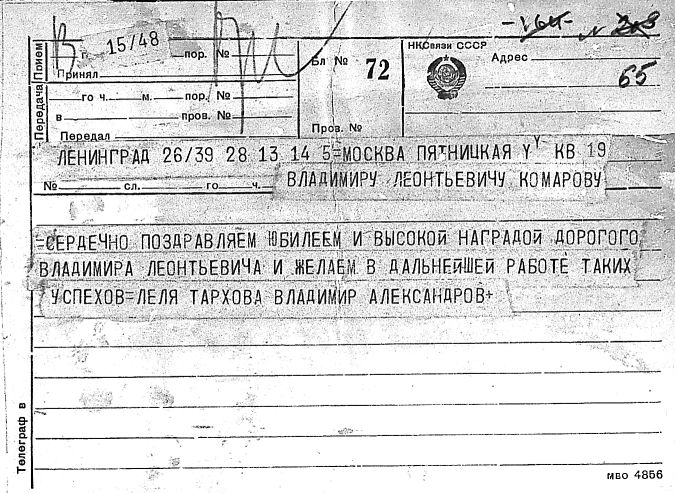 -164- N 203
В г. 15/48 пор. №
Бл № 72
НКСвязи СССР
Адрес
65
Прием
Принял
Передача
го ч. м. пор. №
в пров. №
Передал
Пров. №
ЛЕНИНГРАД 26/39 28 13 14 5=МОСКВА ПЯТНИЦКАЯ YY КВ 19
№ сл. го ч.
ВЛАДИМИРУ ЛЕОНТЬЕВИЧУ КОМАРОВУ
=СЕРДЕЧНО ПОЗДРАВЛЯЕМ ЮБИЛЕЕМ И ВЫСОКОЙ НАГРАДОЙ ДОРОГОГО
ВЛАДИМИРА ЛЕОНТЬЕВИЧА И ЖЕЛАЕМ В ДАЛЬНЕЙШЕЙ РАБОТЕ ТАКИХ
УСПЕХОВ=ЛЕЛЯ ТАРХОВА ВЛАДИМИР АЛЕКСАНДРОВ+
Телеграф в
МВО 4856